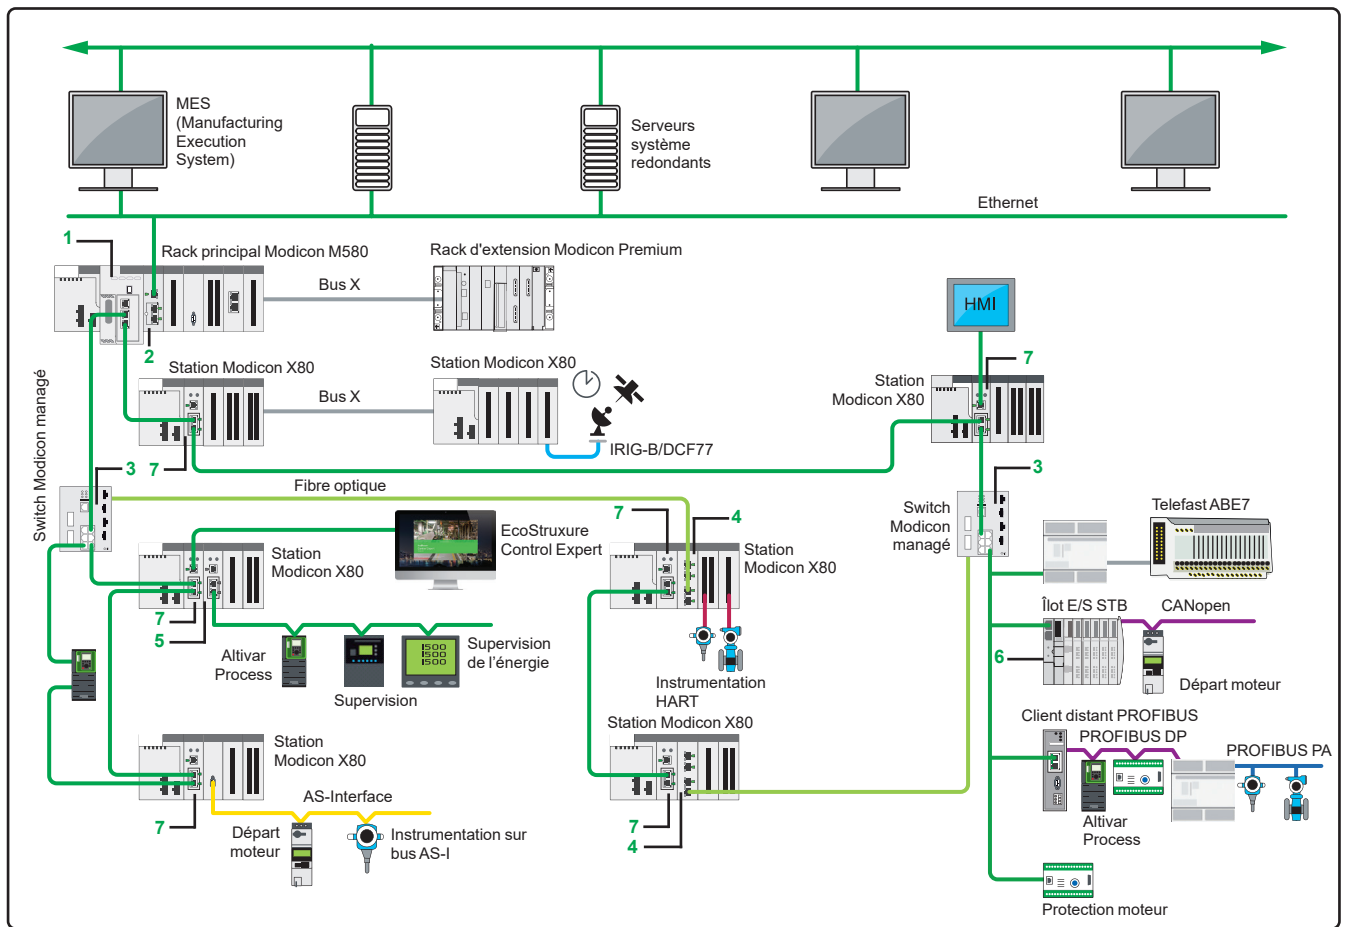 MES
(Manufacturing
Execution
System)
Serveurs
système
redondants
Ethernet
1
Rack principal Modicon M580
Rack d'extension Modicon Premium
Bus X
HMI
2
Station Modicon X80
Station Modicon X80
7
Station
Modicon X80
Bus X
IRIG-B/DCF77
Switch Modicon managé
3
7
3
Fibre optique
Switch
Modicon
managé
Telefast ABE7
EcoStruxure
Control Expert
7
4
Station
Modicon X80
Station
Modicon X80
7
5
Îlot E/S STB
CANopen
6
Altivar
Process
Supervision
1500
1500
1500
Supervision
de l'énergie
Instrumentation
HART
Départ moteur
Station Modicon X80
Client distant PROFIBUS
PROFIBUS DP
PROFIBUS PA
Station
Modicon X80
7
AS-Interface
7
4
Départ
moteur
Instrumentation sur
bus AS-I
Altivar
Process
Protection moteur